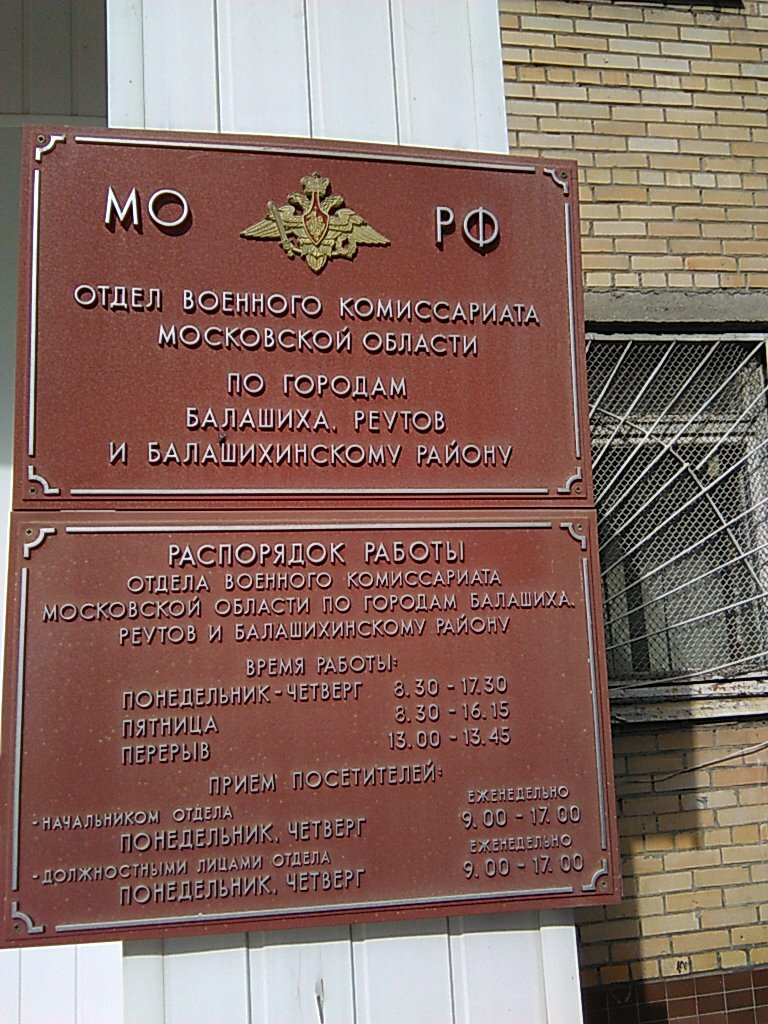 МО РФ
ОТДЕЛ ВОЕННОГО КОМИССАРИАТА
МОСКОВСКОЙ ОБЛАСТИ
ПО ГОРОДАМ
БАЛАШИХА, РЕУТОВ
И БАЛАШИХИНСКОМУ РАЙОНУ
РАСПОРЯДОК РАБОТЫ
ОТДЕЛА ВОЕННОГО КОМИССАРИАТА
МОСКОВСКОЙ ОБЛАСТИ ПО ГОРОДАМ БАЛАШИХА,
РЕУТОВ И БАЛАШИХИНСКОМУ РАЙОНУ
ВРЕМЯ РАБОТЫ:
ПОНЕДЕЛЬНИК-ЧЕТВЕРГ 8.30 - 17.30
ПЯТНИЦА 8.30 - 16.15
ПЕРЕРЫВ 13.00 - 13.45
ПРИЕМ ПОСЕТИТЕЛЕЙ:
-НАЧАЛЬНИКОМ ОТДЕЛА ЕЖЕНЕДЕЛЬНО
ПОНЕДЕЛЬНИК, ЧЕТВЕРГ 9.00 - 17.00
-ДОЛЖНОСТНЫМИ ЛИЦАМИ ОТДЕЛА ЕЖЕНЕДЕЛЬНО
ПОНЕДЕЛЬНИК, ЧЕТВЕРГ 9.00 - 17.00